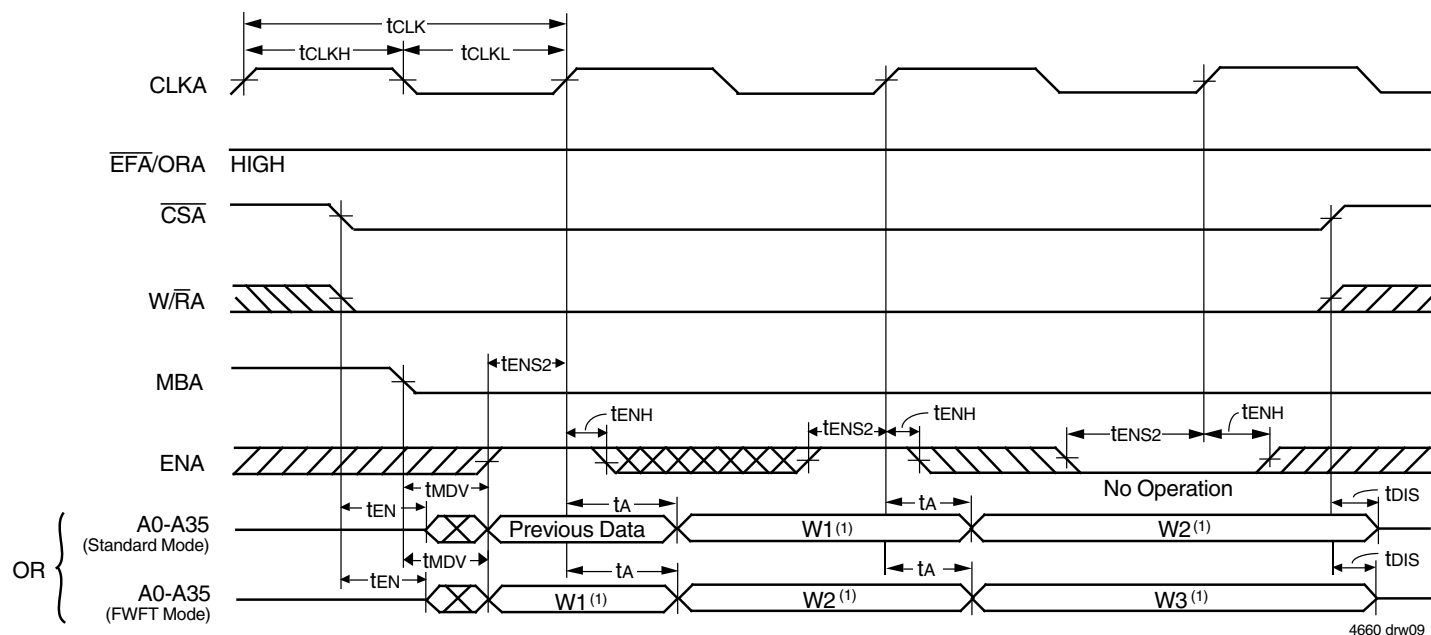 tCLK
tCLKH tCLKL
CLKA
EFA/ORA HIGH
CSA
W/RA
tENS2
MBA
tENH tENS2 tENH tENS2 tENH
ENA
No Operation
tMDV
tEN tA tA tDIS
A0-A35 Previous Data W1(1) W2(1)
(Standard Mode)
OR
tMDV
tEN tA tA tDIS
A0-A35 W1(1) W2(1) W3(1)
(FWFT Mode)
4660 drw09